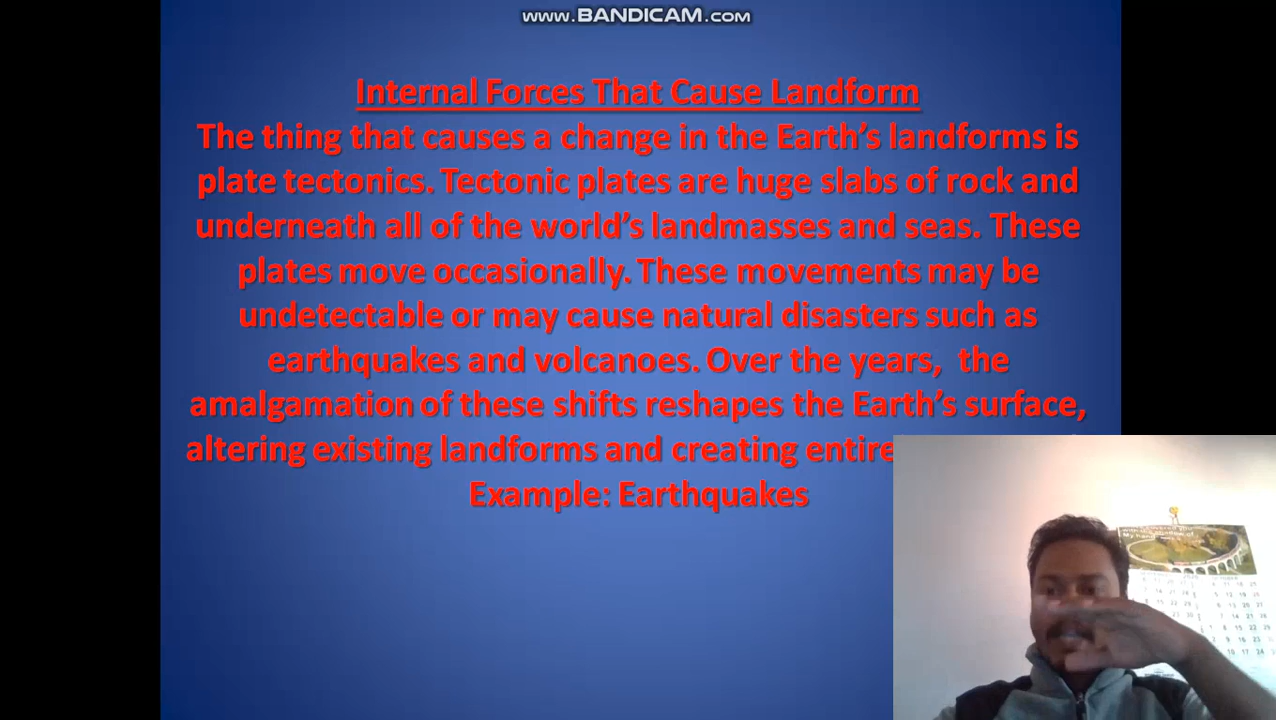 www.BANDICAM.com
Internal Forces That Cause Landform
The thing that causes a change in the Earth’s landforms is
plate tectonics. Tectonic plates are huge slabs of rock and
underneath all of the world’s landmasses and seas. These
plates move occasionally. These movements may be
undetectable or may cause natural disasters such as
earthquakes and volcanoes. Over the years,  the
amalgamation of these shifts reshapes the Earth’s surface,
altering existing landforms and creating entire
Example: Earthquakes